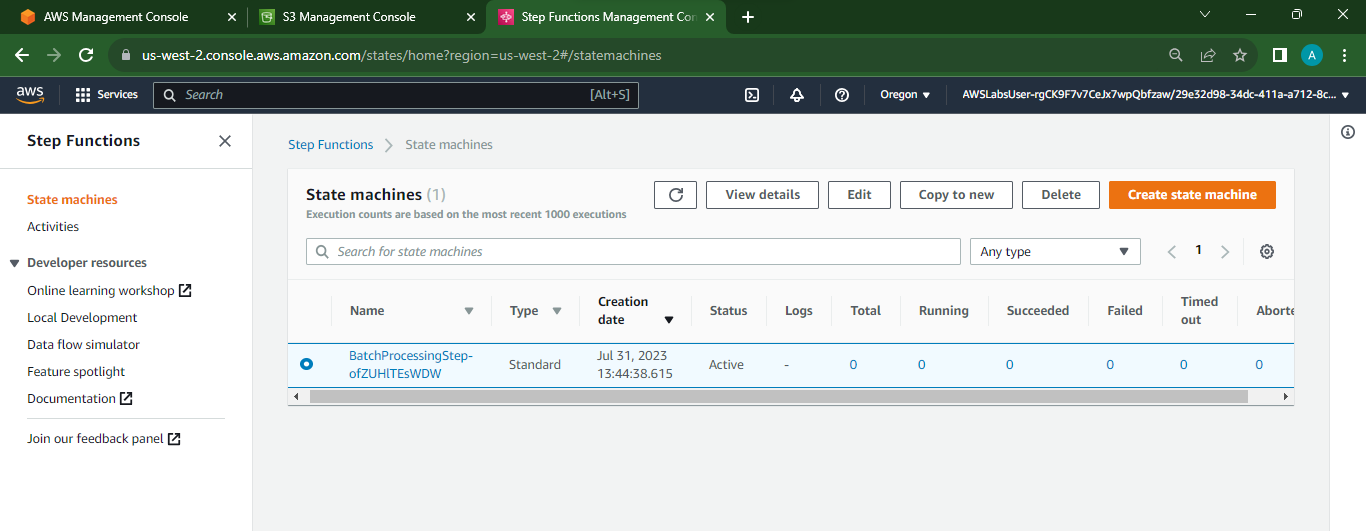 AWS Management Console
S3 Management Console
Step Functions Management Con
us-west-2.console.aws.amazon.com/states/home?region=us-west-2#/statemachines
A
aws
Services
Search
[Alt+S]
Oregon
AWSLabsUser-rgCK9F7v7CeJx7wpQbfzaw/29e32d98-34dc-411a-a712-8c...
Step Functions
State machines
Activities
Developer resources
Online learning workshop
Local Development
Data flow simulator
Feature spotlight
Documentation
Join our feedback panel
Step Functions
State machines
State machines (1)
Execution counts are based on the most recent 1000 executions
View details
Edit
Copy to new
Delete
Create state machine
Search for state machines
Any type
1
Name
Type
Creation
date
Status
Logs
Total
Running
Succeeded
Failed
Timed
out
Aborte
BatchProcessingStep-
ofZUHlTEsWDW
Standard
Jul 31, 2023
13:44:38.615
Active
-
0
0
0
0
0
0